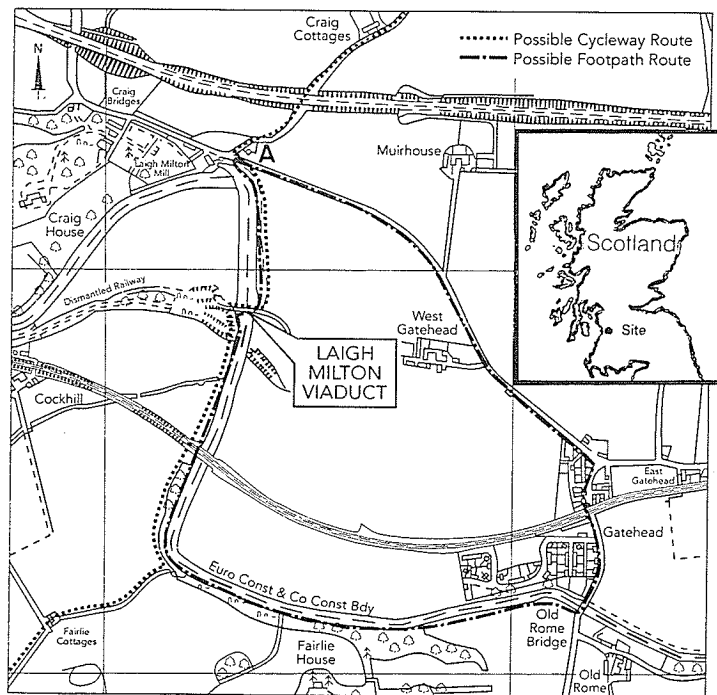 Craig
Cottages
Possible Cycleway Route
Possible Footpath Route
N
Craig
Bridges
A
Muirhouse
Laigh Milton
Mill
Craig
House
Scotland
Site
Dismantled Railway
West
Gatehead
LAIGH
MILTON
VIADUCT
Cockhill
East
Gatehead
Gatehead
Euro Const & Co Const Bdy
Old
Rome
Bridge
Fairlie
Cottages
Fairlie
House
Old
Rome